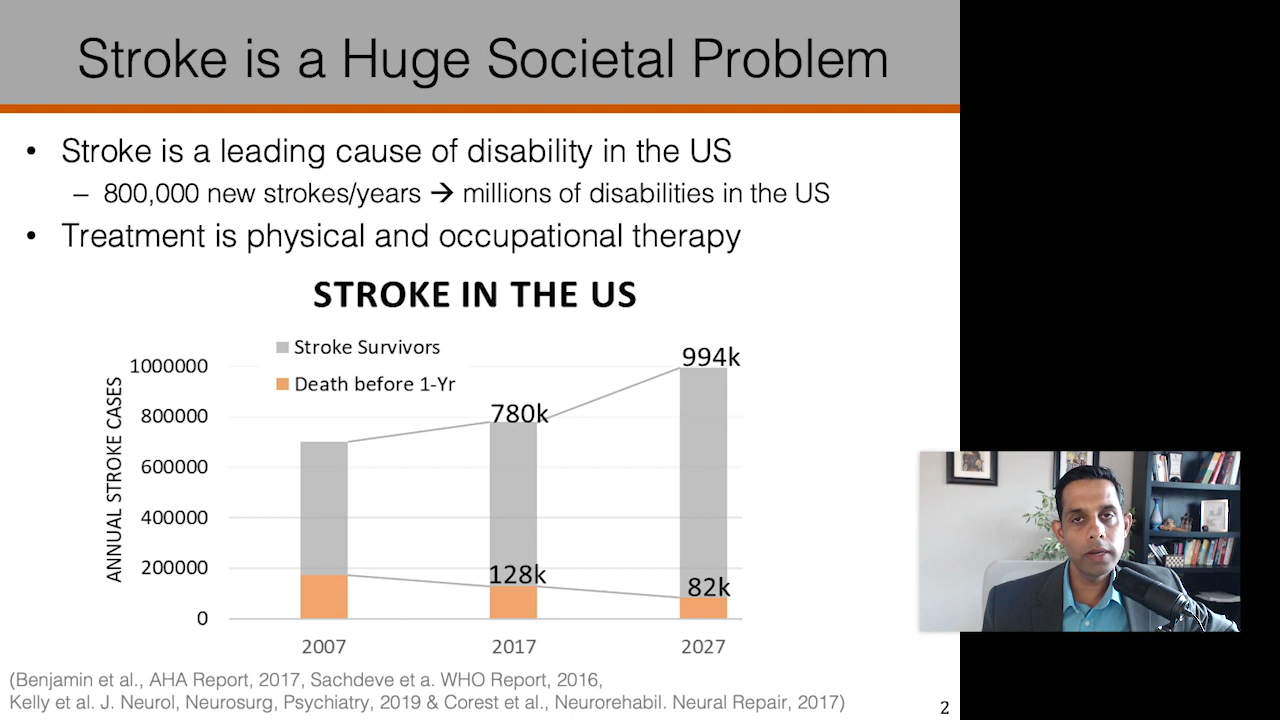 Stroke is a Huge Societal Problem
• Stroke is a leading cause of disability in the US
– 800,000 new strokes/years → millions of disabilities in the US
• Treatment is physical and occupational therapy
STROKE IN THE US
Stroke Survivors
Death before 1-Yr
ANNUAL STROKE CASES
1000000
800000
600000
400000
200000
0
994k
780k
128k
82k
2007 2017 2027
(Benjamin et al., AHA Report, 2017, Sachdeve et a. WHO Report, 2016,
Kelly et al. J. Neurol, Neurosurg, Psychiatry, 2019 & Corest et al., Neurorehabil. Neural Repair, 2017)
2